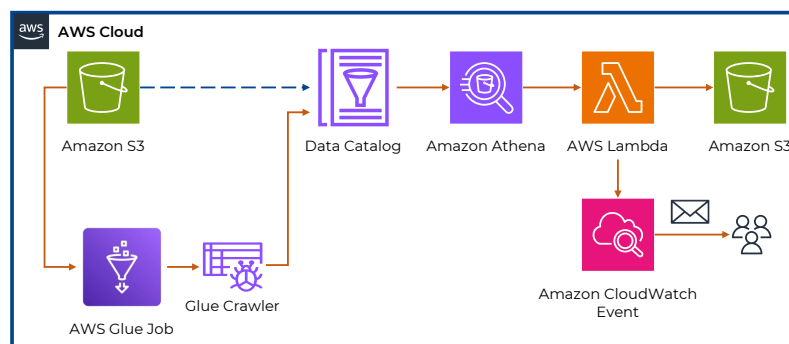 aws
AWS Cloud
Amazon S3
Data Catalog
Amazon Athena
AWS Lambda
Amazon S3
AWS Glue Job
Glue Crawler
Amazon CloudWatch
Event